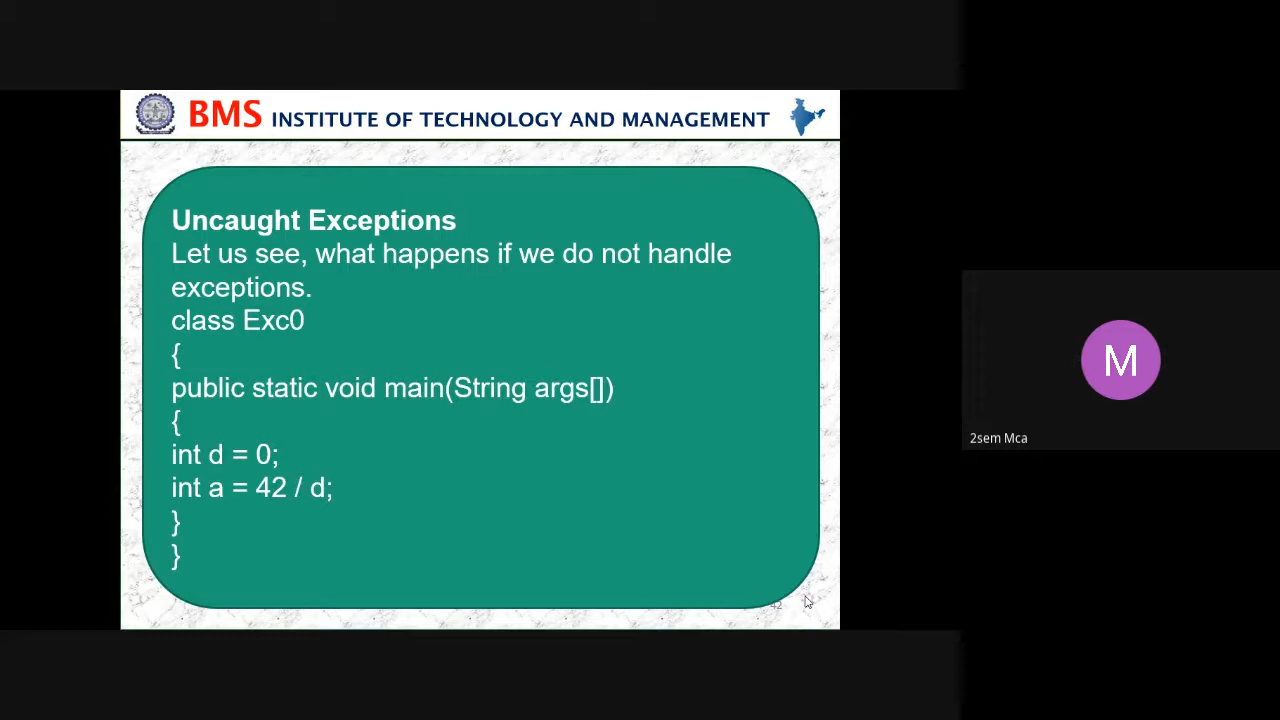 BMS INSTITUTE OF TECHNOLOGY AND MANAGEMENT
Uncaught Exceptions
Let us see, what happens if we do not handle
exceptions.
class Exc0
{
public static void main(String args[])
{
int d = 0;
int a = 42 / d;
}
}
42
M
2sem Mca